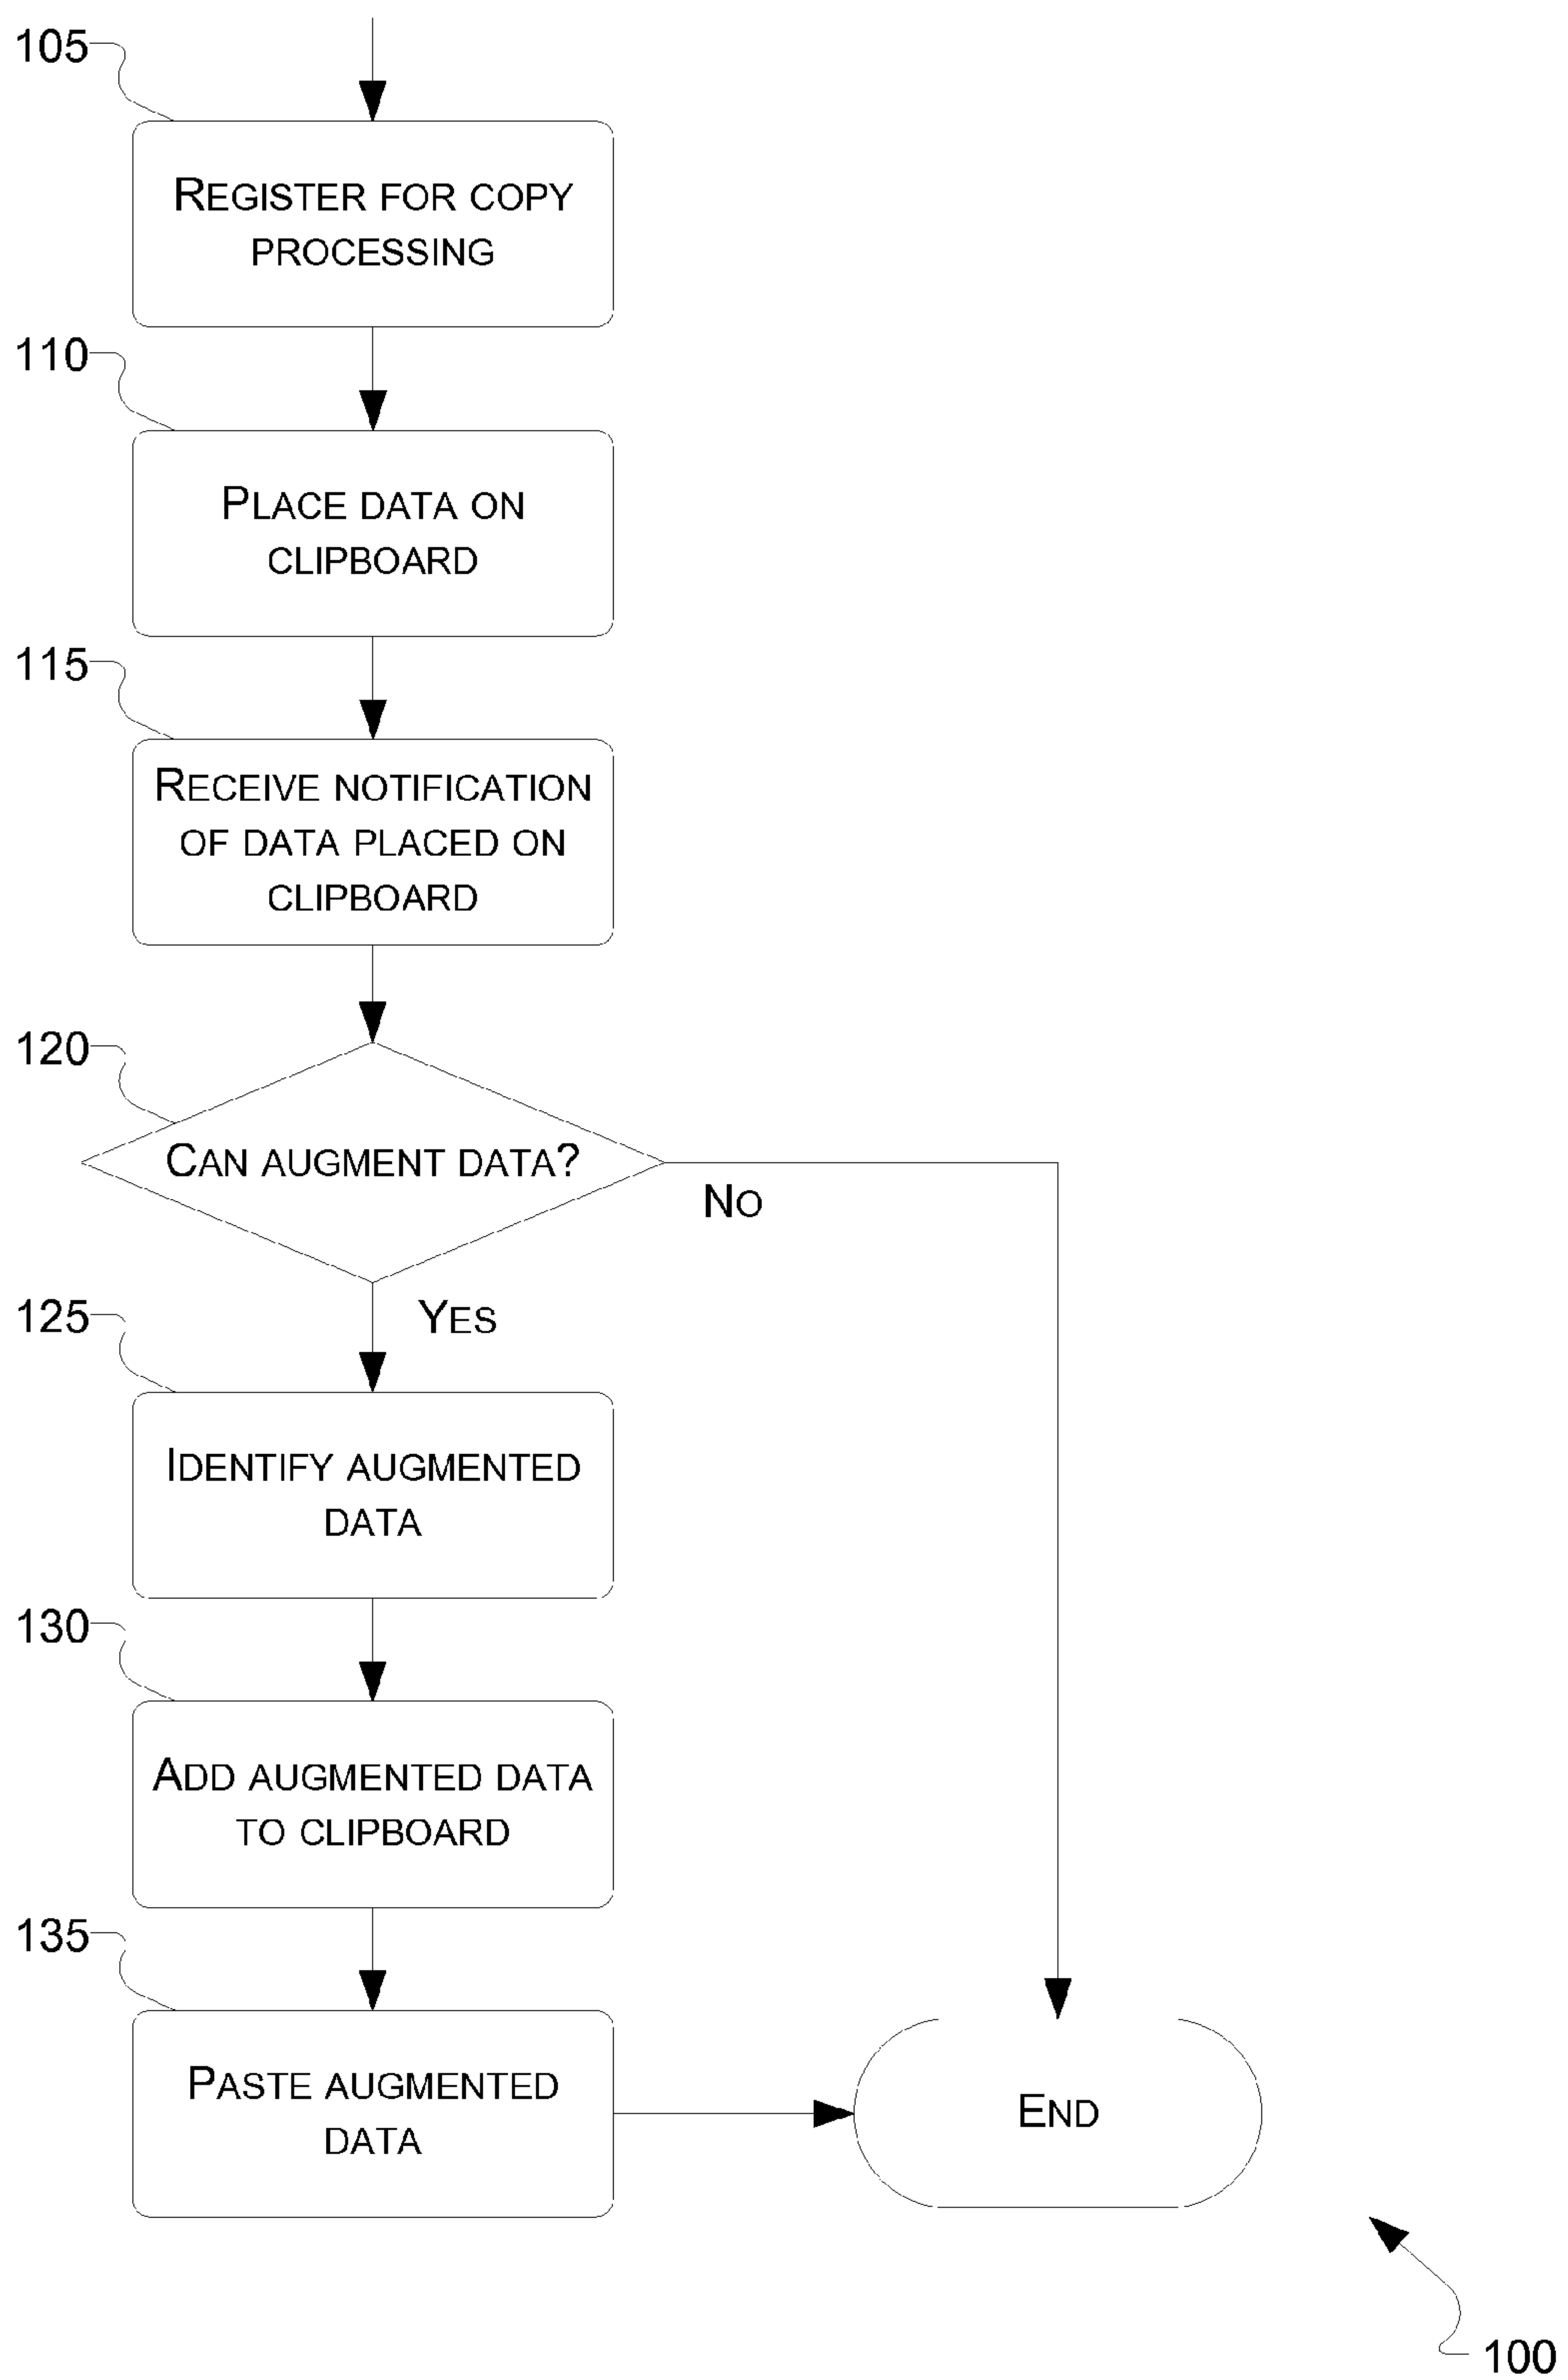 105
REGISTER FOR COPY
PROCESSING
110
PLACE DATA ON
CLIPBOARD
115
RECEIVE NOTIFICATION
OF DATA PLACED ON
CLIPBOARD
120
CAN AUGMENT DATA?
NO
YES
125
IDENTIFY AUGMENTED
DATA
130
ADD AUGMENTED DATA
TO CLIPBOARD
135
PASTE AUGMENTED
DATA
END
100